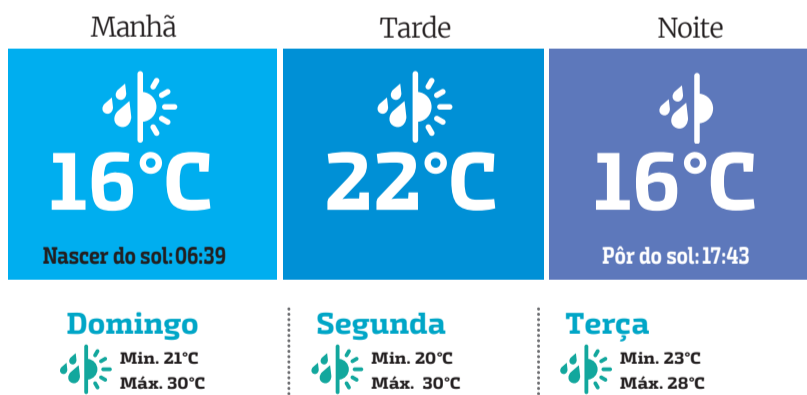 Manhã
Tarde
Noite
16°C
22°C
16°C
Nascer do sol: 06:39
Pôr do sol: 17:43
Domingo
Min. 21°C
Máx. 30°C
Segunda
Min. 20°C
Máx. 30°C
Terça
Min. 23°C
Máx. 28°C